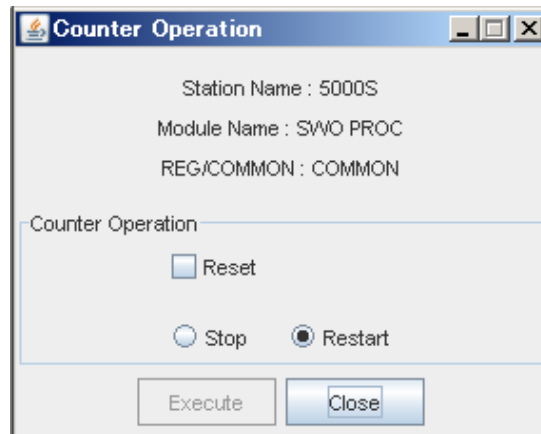 Counter Operation
Station Name : 5000S
Module Name : SWO PROC
REG/COMMON : COMMON
Counter Operation
Reset
Stop Restart
Execute Close